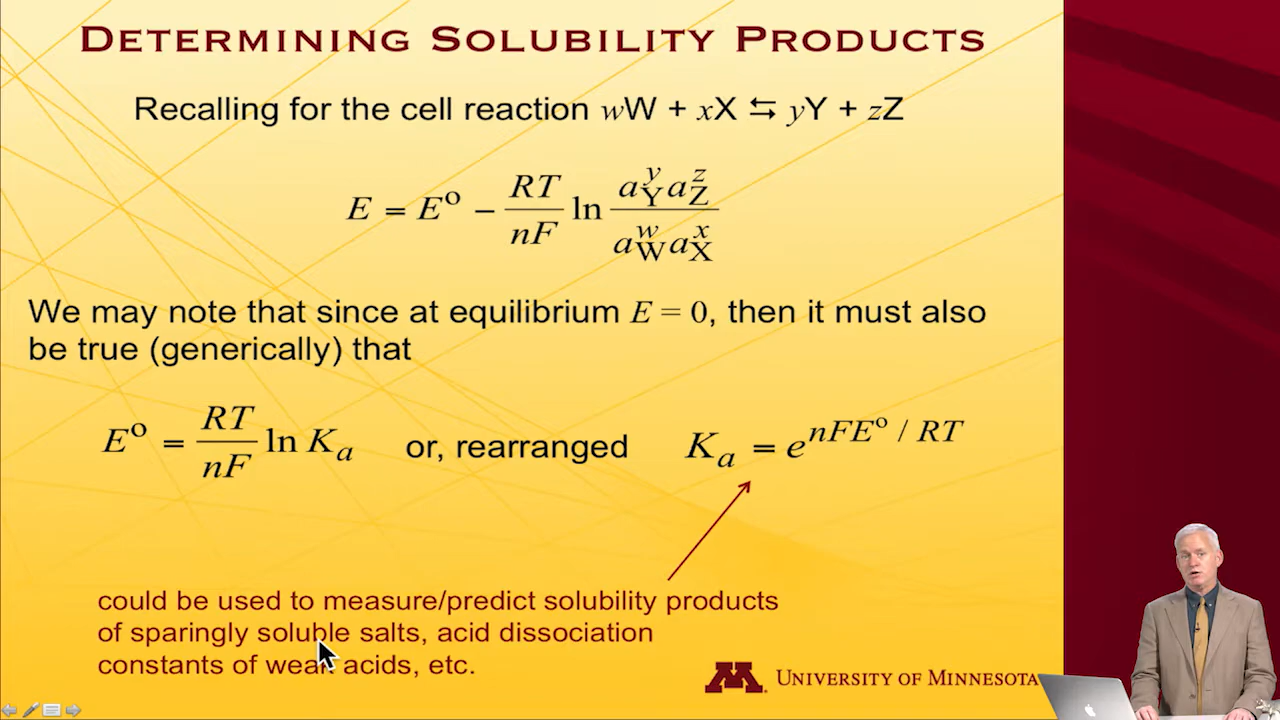 DETERMINING SOLUBILITY PRODUCTS
Recalling for the cell reaction wW + xX ⇆ yY + zZ
E = E° − RT/nF ln (a_Y^y a_Z^z)/(a_W^w a_X^x)
We may note that since at equilibrium E = 0, then it must also
be true (generically) that
E° = RT/nF ln K_a or, rearranged K_a = e^{nFE° / RT}
could be used to measure/predict solubility products
of sparingly soluble salts, acid dissociation
constants of weak acids, etc.
M UNIVERSITY OF MINNESOTA